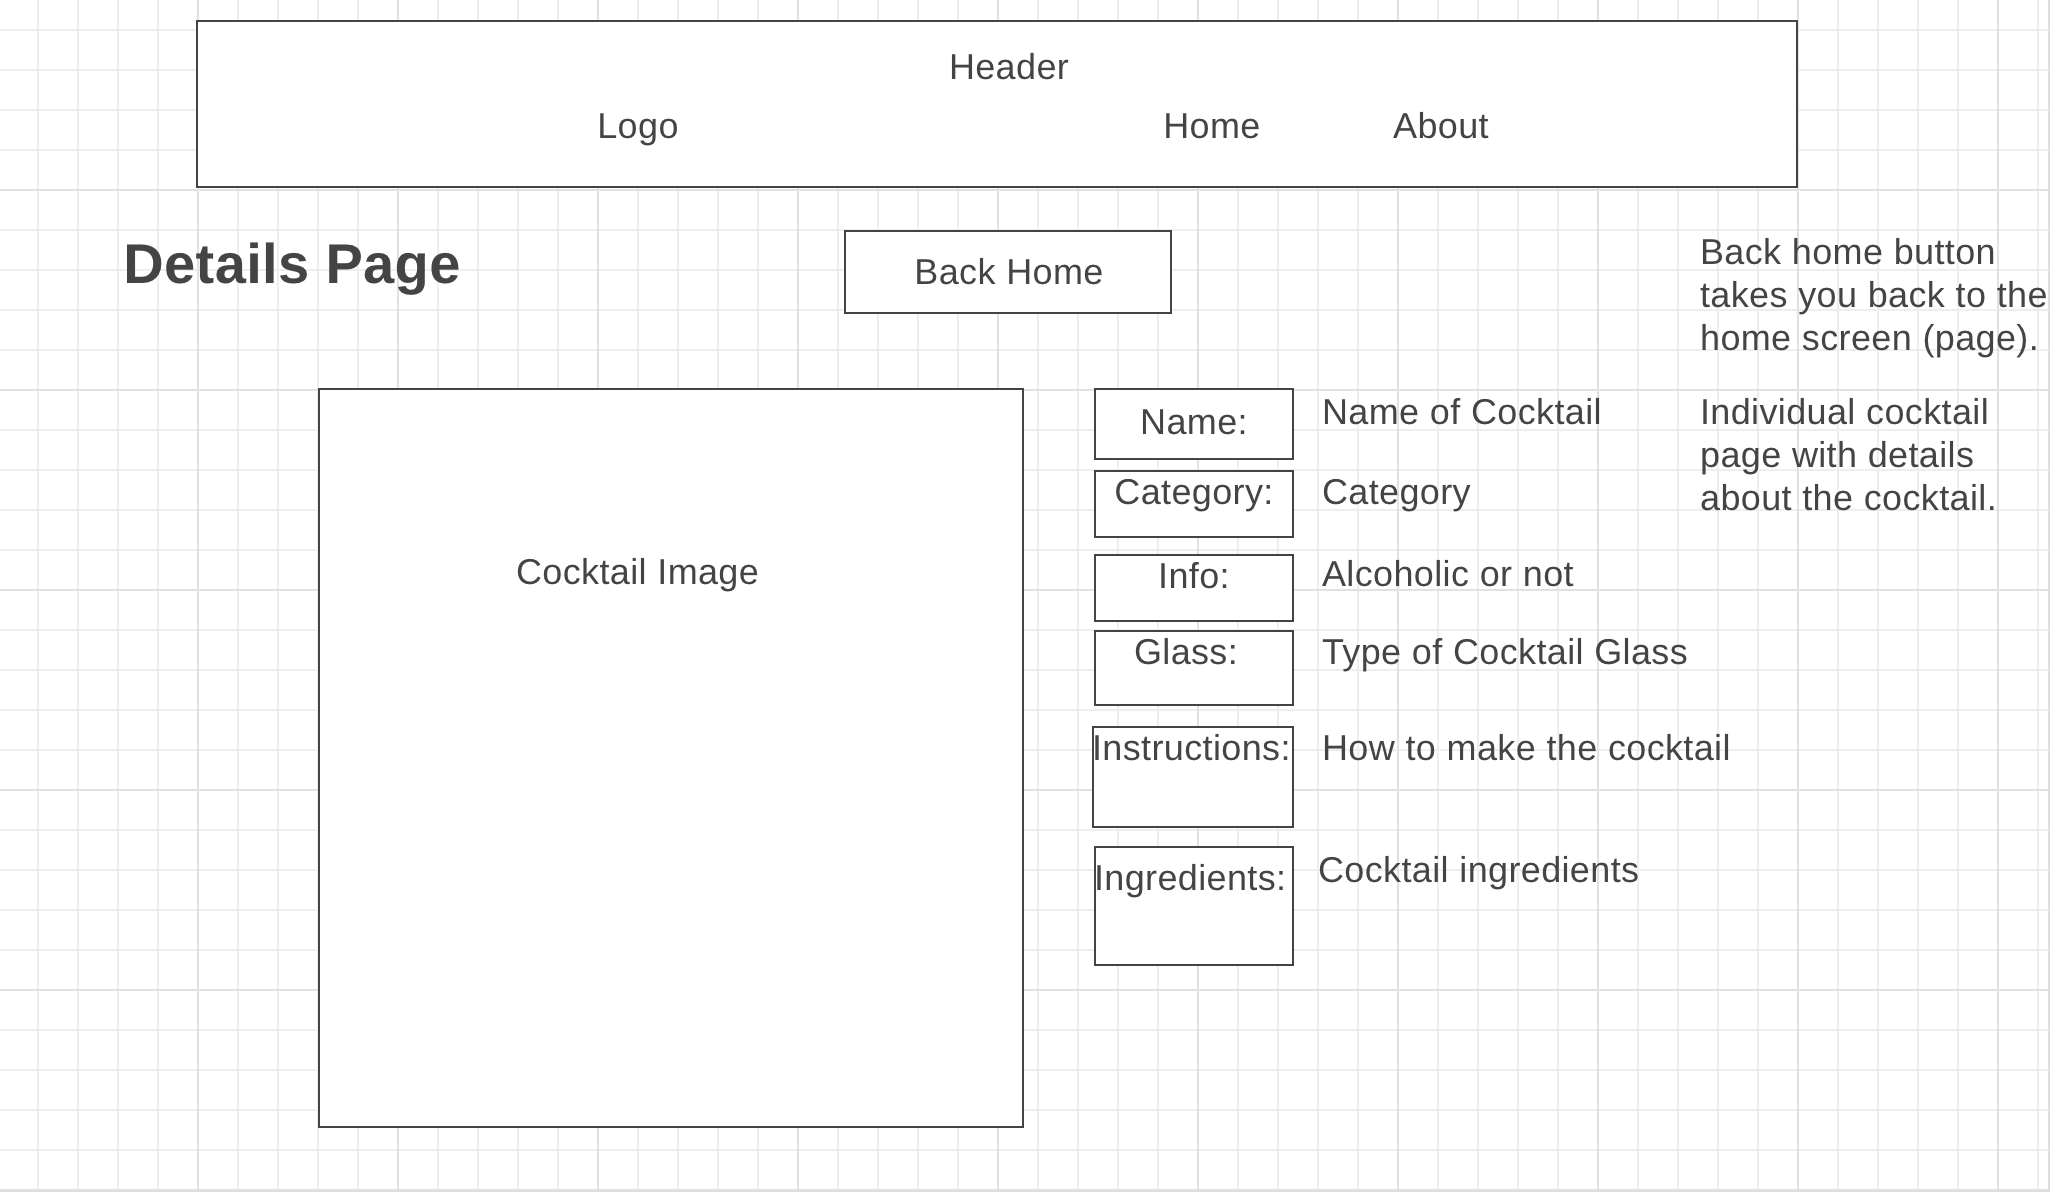 Header
Logo Home About
Details Page
Back Home
Back home button
takes you back to the
home screen (page).
Cocktail Image
Name: Name of Cocktail
Category: Category
Info: Alcoholic or not
Glass: Type of Cocktail Glass
Instructions: How to make the cocktail
Ingredients: Cocktail ingredients
Individual cocktail
page with details
about the cocktail.